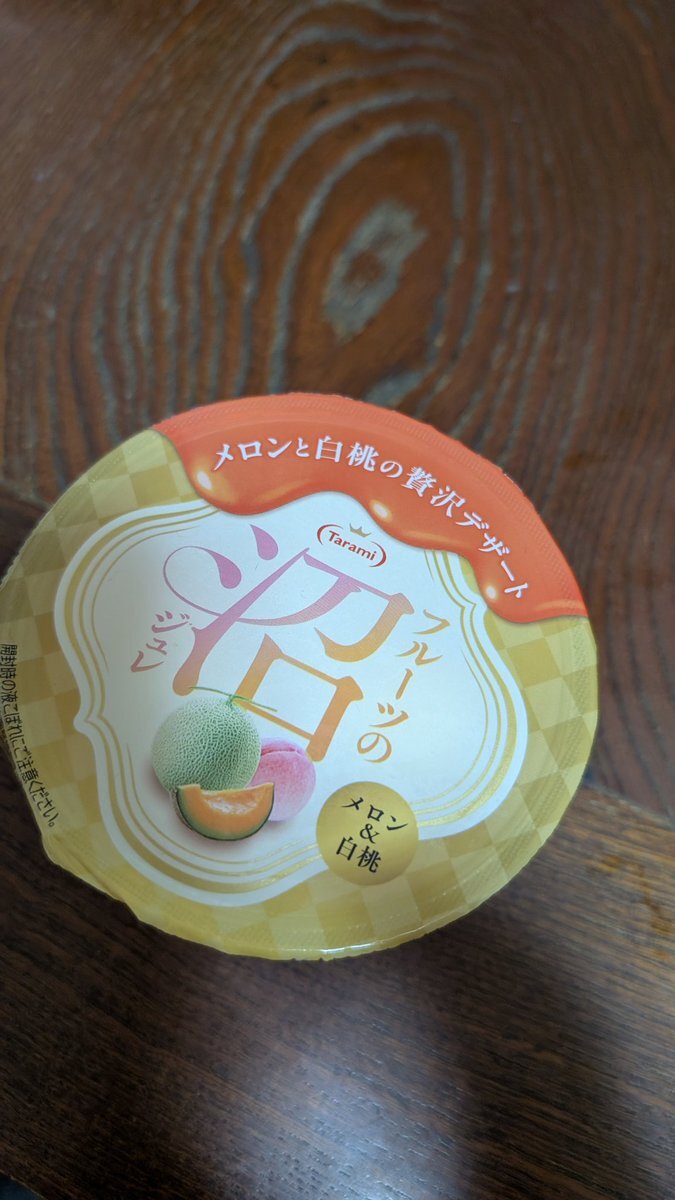 メロンと白桃の贅沢デザート
Tarami
フルーツの
沼
ジュレ
メロン
&
白桃
開封時の液こぼれにご注意ください。